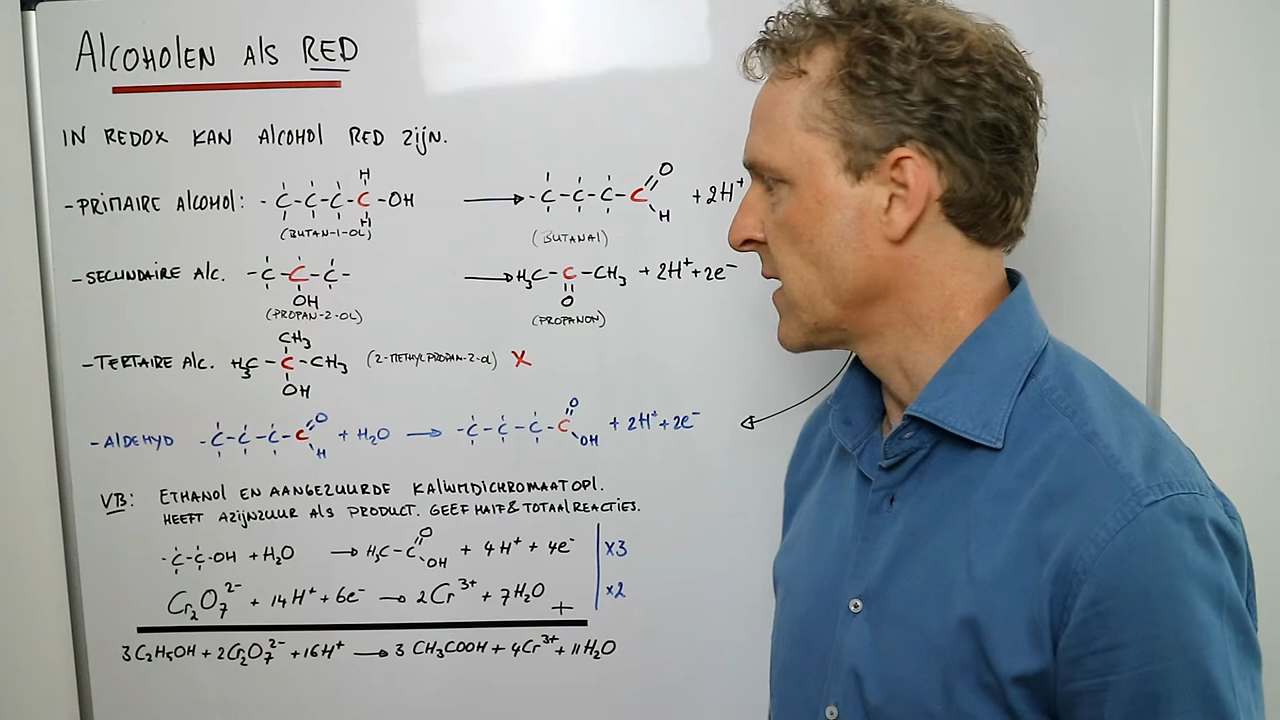 Alcoholen als RED
IN REDOX KAN AlCOHOL RED ZIJN.
-PRIMAIRE AlCOHOL: -C-C-C-C-OH → -C-C-C-C=O + 2H⁺
H H H
(BUTAN-1-OL) (BUTANAl)
-SECUNDAIRE Alc. -C-C-C- → H₃C-C-CH₃ + 2H⁺+2e⁻
OH O
(PROPAN-2-OL) (PROPANON)
CH₃
-TERTAIRE Alc. H₃C-C-CH₃ (2-METHYLPROPAN-2-ol) X
OH
-AlDEHYD -C-C-C-C=O + H₂O → -C-C-C-C=O + 2H⁺+2e⁻
H OH
VB: ETHANOL EN AANGEZUURDE KALIUMDICHROMAATOPL.
HEEFT AZIJNZUUR ALS PRODUCT. GEEF HALF & TOTAALREACTIES.
-C-C-OH + H₂O → H₃C-C=O + 4H⁺ + 4e⁻ x3
OH
Cr₂O₇²⁻ + 14H⁺ + 6e⁻ → 2Cr³⁺ + 7H₂O + x2
3C₂H₅OH + 2Cr₂O₇²⁻ + 16H⁺ → 3 CH₃COOH + 4Cr³⁺ + 11H₂O